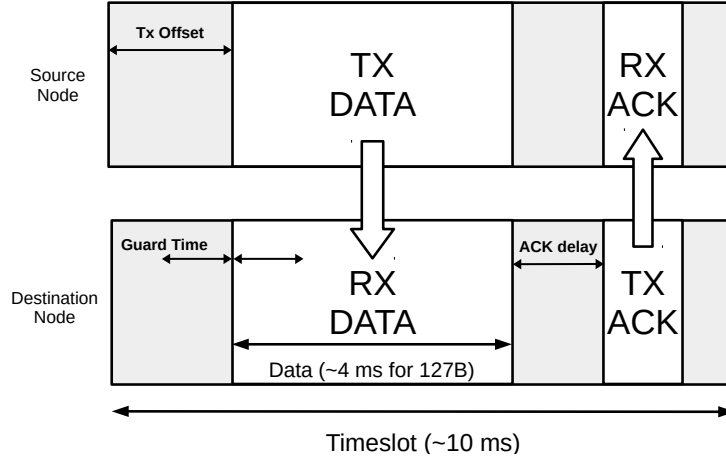 Tx Offset
TX
DATA
RX
ACK
Source
Node
Guard Time
ACK delay
RX
DATA
TX
ACK
Destination
Node
Data (~4 ms for 127B)
Timeslot (~10 ms)